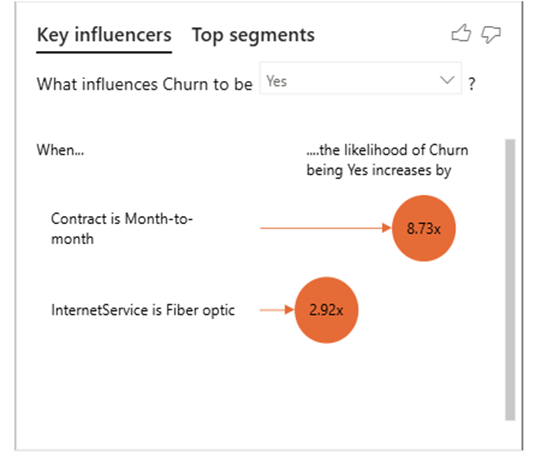 Key influencers Top segments
What influences Churn to be Yes ?
When...
....the likelihood of Churn
being Yes increases by
Contract is Month-to-
month
8.73x
InternetService is Fiber optic
2.92x